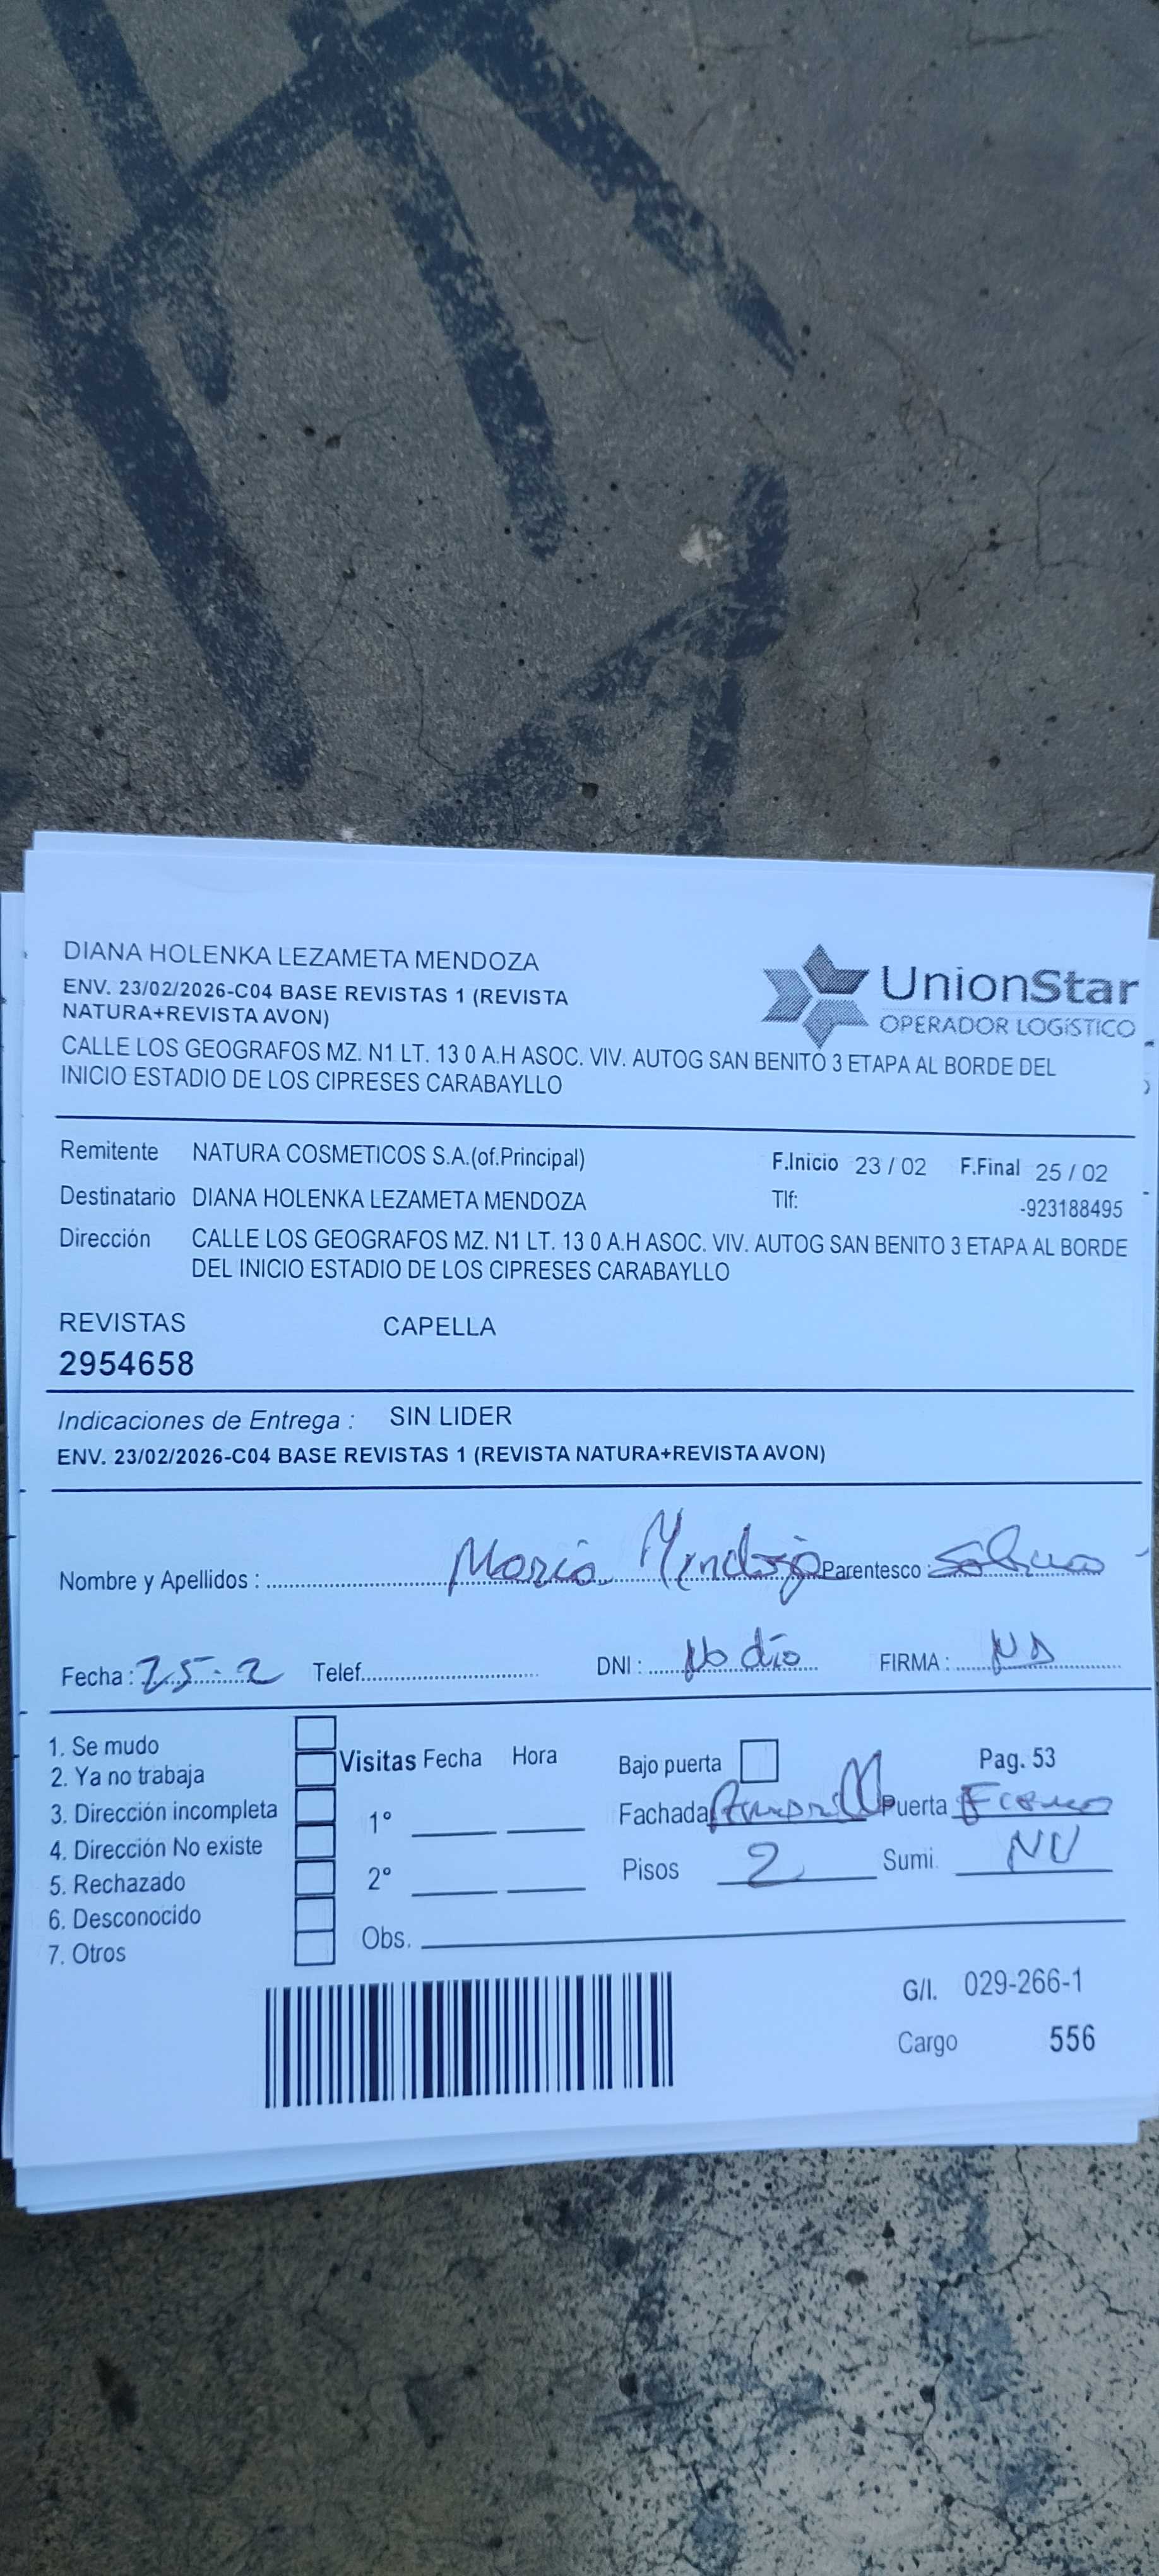 DIANA HOLENKA LEZAMETA MENDOZA
ENV. 23/02/2026-C04 BASE REVISTAS 1 (REVISTA
NATURA+REVISTA AVON)
UnionStar
OPERADOR LOGÍSTICO
CALLE LOS GEOGRAFOS MZ. N1 LT. 13 0 A.H ASOC. VIV. AUTOG SAN BENITO 3 ETAPA AL BORDE DEL
INICIO ESTADIO DE LOS CIPRESES CARABAYLLO
Remitente NATURA COSMETICOS S.A.(of.Principal) F.Inicio 23 / 02 F.Final 25 / 02
Destinatario DIANA HOLENKA LEZAMETA MENDOZA Tlf: -923188495
Dirección CALLE LOS GEOGRAFOS MZ. N1 LT. 13 0 A.H ASOC. VIV. AUTOG SAN BENITO 3 ETAPA AL BORDE
DEL INICIO ESTADIO DE LOS CIPRESES CARABAYLLO
REVISTAS CAPELLA
2954658
Indicaciones de Entrega : SIN LIDER
ENV. 23/02/2026-C04 BASE REVISTAS 1 (REVISTA NATURA+REVISTA AVON)
Nombre y Apellidos : Maria Mendoza Parentesco :
Fecha : 25-2 Telef. DNI : No dio FIRMA :
1. Se mudo
2. Ya no trabaja
3. Dirección incompleta
4. Dirección No existe
5. Rechazado
6. Desconocido
7. Otros
Visitas Fecha Hora
1°
2°
Obs.
Bajo puerta Pag. 53
Fachada Puerta
Pisos 2 Sumi. NV
G/I. 029-266-1
Cargo 556